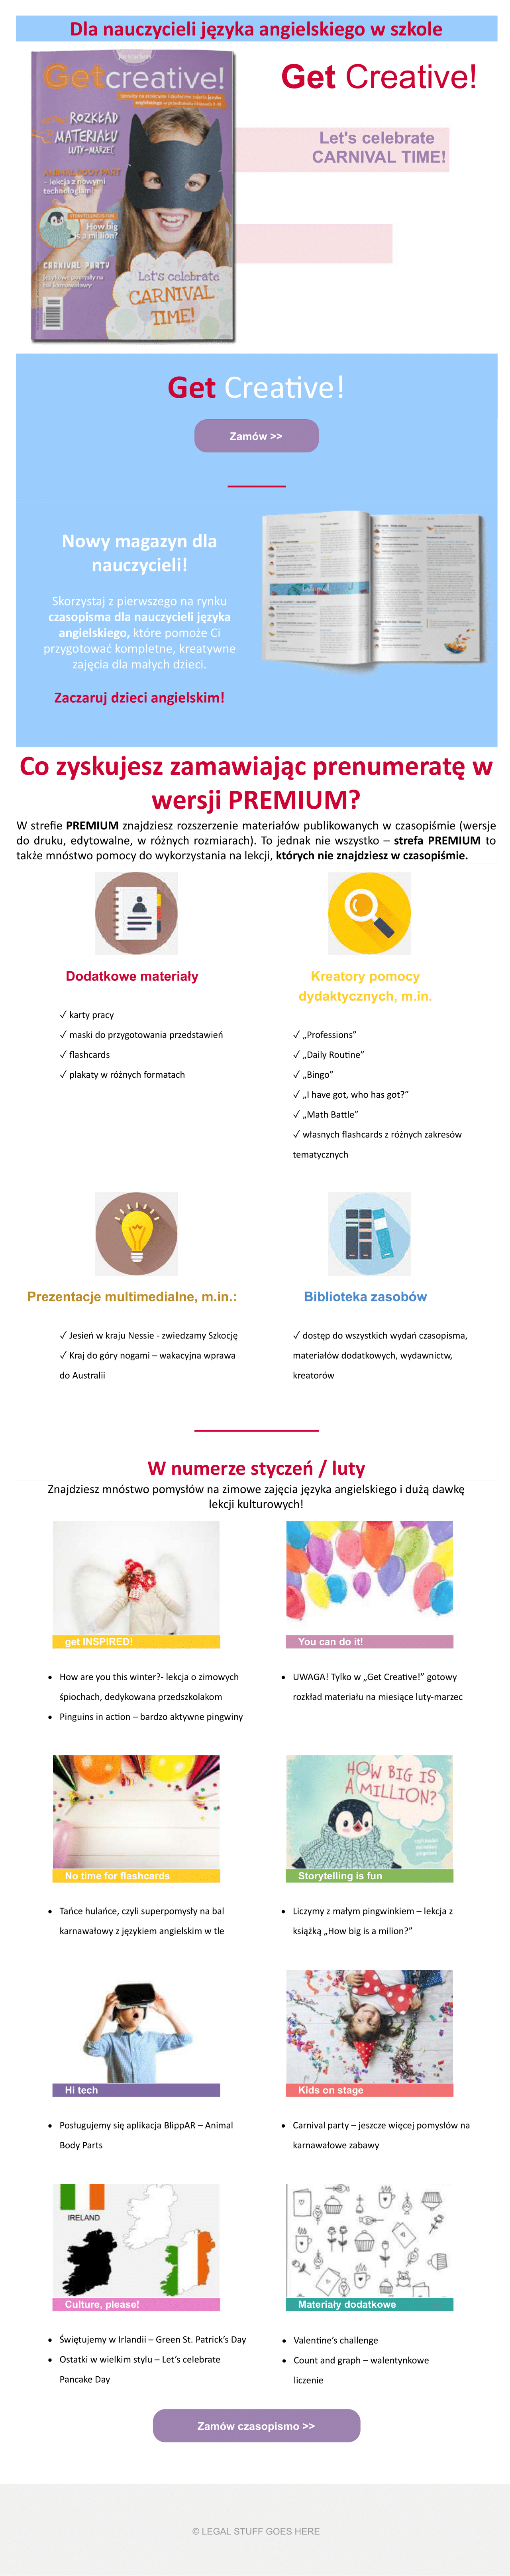 Dla nauczycieli języka angielskiego w szkole
Getcreative!
angielskiego w przedszkolu i klasach I-III
ROZKŁAD
MATERIAŁU
LUTY-MARZEC
ANIMAL BODY PART
– lekcja z nowymi
technologiami
STORYTELLING IS FUN
How big
is a million?
CARNIVAL PARTY
językowe pomysły na
bal karnawałowy
Let's celebrate
CARNIVAL
TIME!
Get Creative!
Let's celebrate
CARNIVAL TIME!
Get Creative!
Zamów >>
Nowy magazyn dla
nauczycieli!
Skorzystaj z pierwszego na rynku
czasopisma dla nauczycieli języka
angielskiego, które pomoże Ci
przygotować kompletne, kreatywne
zajęcia dla małych dzieci.
Zaczaruj dzieci angielskim!
Co zyskujesz zamawiając prenumeratę w
wersji PREMIUM?
W strefie PREMIUM znajdziesz rozszerzenie materiałów publikowanych w czasopiśmie (wersje
do druku, edytowalne, w różnych rozmiarach). To jednak nie wszystko – strefa PREMIUM to
także mnóstwo pomocy do wykorzystania na lekcji, których nie znajdziesz w czasopiśmie.
Dodatkowe materiały
✓ karty pracy
✓ maski do przygotowania przedstawień
✓ flashcards
✓ plakaty w różnych formatach
Kreatory pomocy
dydaktycznych, m.in.
✓ „Professions”
✓ „Daily Routine”
✓ „Bingo”
✓ „I have got, who has got?”
✓ „Math Battle”
✓ własnych flashcards z różnych zakresów
tematycznych
Prezentacje multimedialne, m.in.:
✓ Jesień w kraju Nessie - zwiedzamy Szkocję
✓ Kraj do góry nogami – wakacyjna wprawa
do Australii
Biblioteka zasobów
✓ dostęp do wszystkich wydań czasopisma,
materiałów dodatkowych, wydawnictw,
kreatorów
W numerze styczeń / luty
Znajdziesz mnóstwo pomysłów na zimowe zajęcia języka angielskiego i dużą dawkę
lekcji kulturowych!
get INSPIRED!
• How are you this winter?- lekcja o zimowych
śpiochach, dedykowana przedszkolakom
• Pinguins in action – bardzo aktywne pingwiny
You can do it!
• UWAGA! Tylko w „Get Creative!” gotowy
rozkład materiału na miesiące luty-marzec
No time for flashcards
• Tańce hulańce, czyli superpomysły na bal
karnawałowy z językiem angielskim w tle
HOW BIG IS
A MILLION?
Storytelling is fun
• Liczymy z małym pingwinkiem – lekcja z
książką „How big is a milion?”
Hi tech
• Posługujemy się aplikacja BlippAR – Animal
Body Parts
Kids on stage
• Carnival party – jeszcze więcej pomysłów na
karnawałowe zabawy
IRELAND
Culture, please!
• Świętujemy w Irlandii – Green St. Patrick’s Day
• Ostatki w wielkim stylu – Let’s celebrate
Pancake Day
Materiały dodatkowe
• Valentine’s challenge
• Count and graph – walentynkowe
liczenie
Zamów czasopismo >>
© LEGAL STUFF GOES HERE